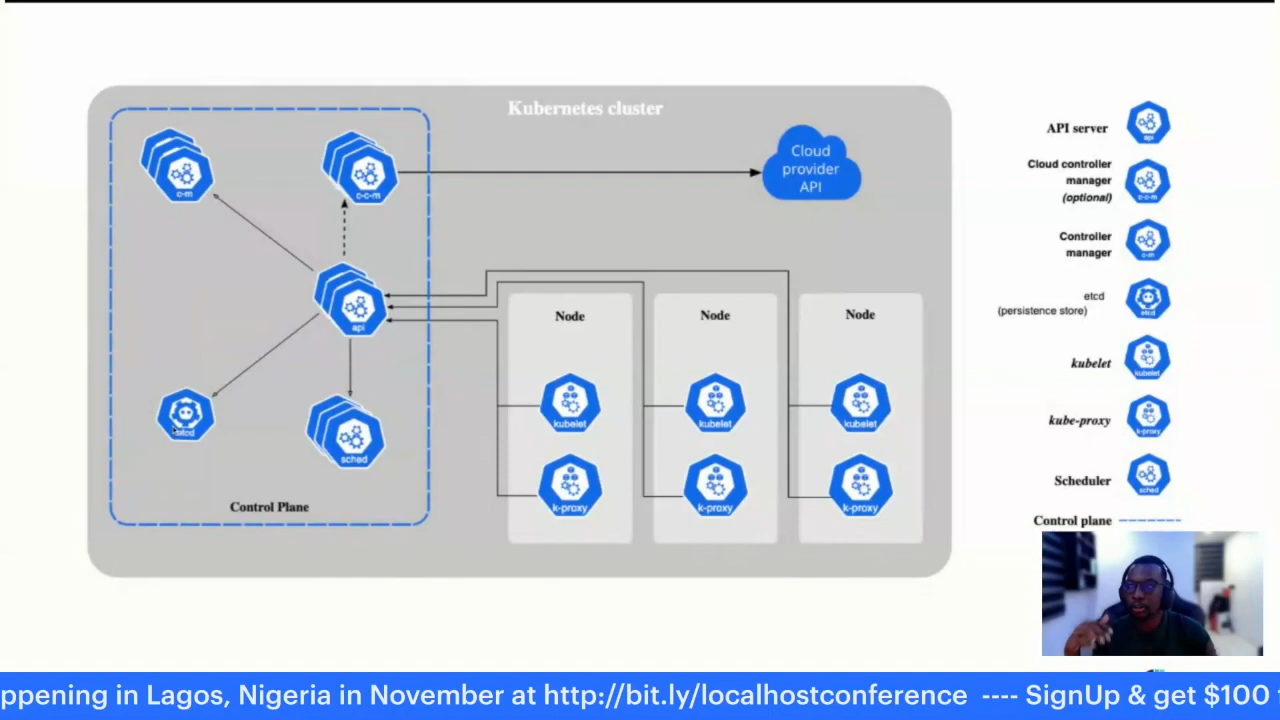 Kubernetes cluster
c-m
c-c-m
Cloud
provider
API
api
etcd
sched
Control Plane
Node
kubelet
k-proxy
Node
kubelet
k-proxy
Node
kubelet
k-proxy
API server
api
Cloud controller
manager
(optional)
c-c-m
Controller
manager
c-m
etcd
(persistence store)
etcd
kubelet
kubelet
kube-proxy
k-proxy
Scheduler
sched
Control plane
ppening in Lagos, Nigeria in November at http://bit.ly/localhostconference ---- SignUp & get $100